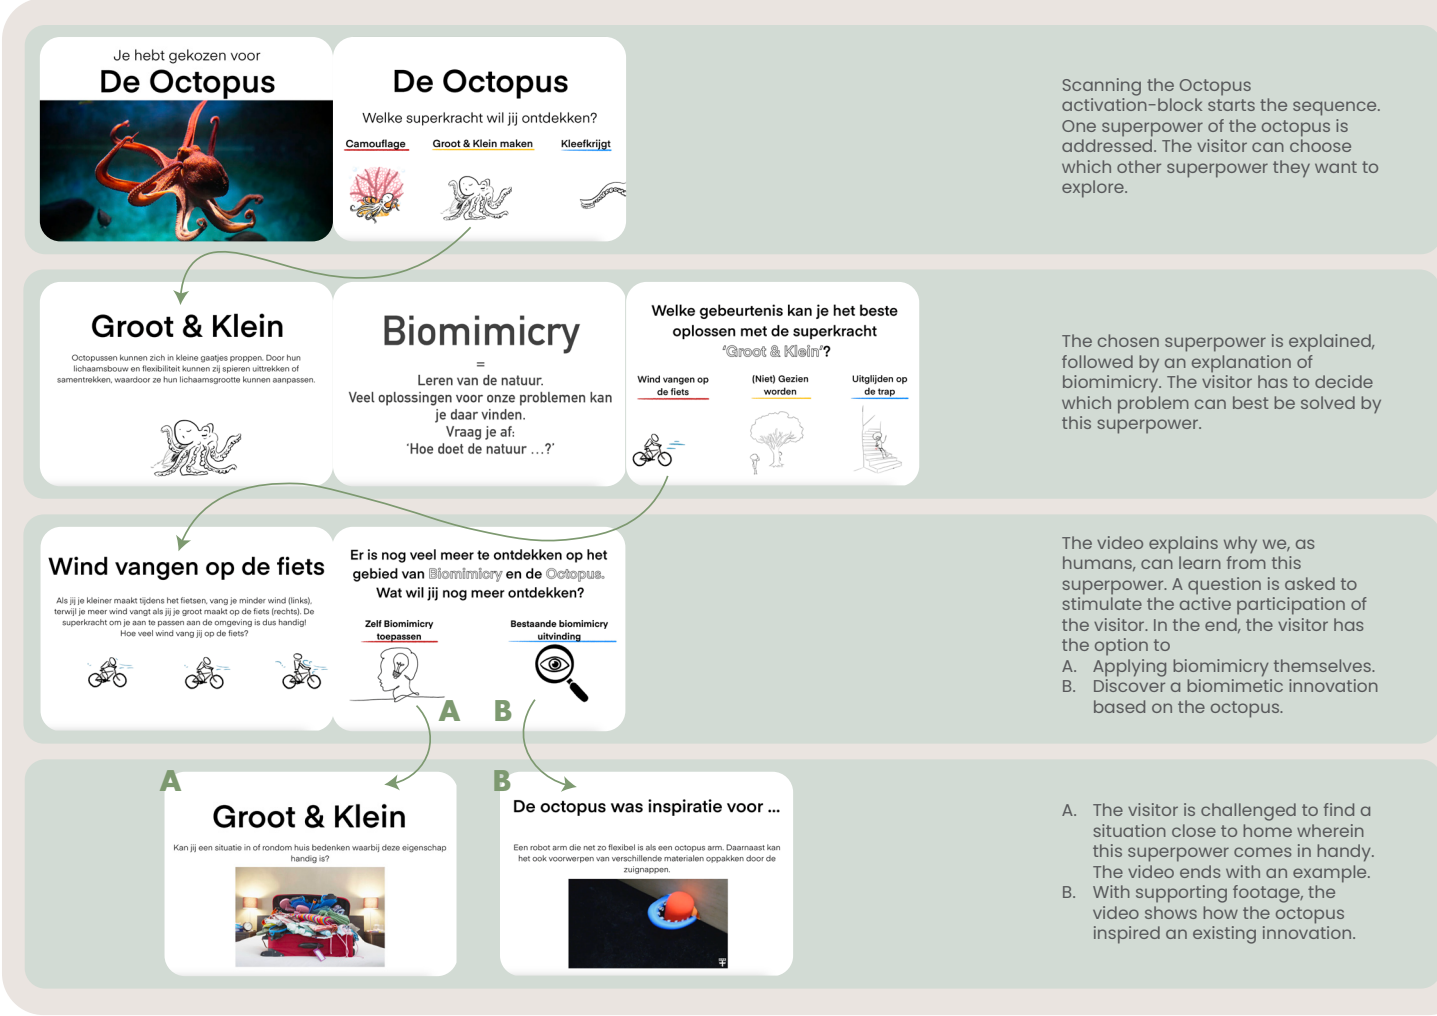 Je hebt gekozen voor
De Octopus
De Octopus
Welke superkracht wil jij ontdekken?
Camouflage
Groot & Klein maken
Kleefkrijgt
Scanning the Octopus
activation-block starts the sequence.
One superpower of the octopus is
addressed. The visitor can choose
which other superpower they want to
explore.
Groot & Klein
Octopussen kunnen zich in kleine gaatjes proppen. Door hun
lichaamsbouw en flexibiliteit kunnen zij spieren uittrekken of
samentrekken, waardoor ze hun lichaamsgrootte kunnen aanpassen.
Biomimicry
=
Leren van de natuur.
Veel oplossingen voor onze problemen kan
je daar vinden.
Vraag je af:
'Hoe doet de natuur ...?'
Welke gebeurtenis kan je het beste
oplossen met de superkracht
'Groot & Klein'?
Wind vangen op
de fiets
(Niet) Gezien
worden
Uitglijden op
de trap
The chosen superpower is explained,
followed by an explanation of
biomimicry. The visitor has to decide
which problem can best be solved by
this superpower.
Wind vangen op de fiets
Als jij je kleiner maakt tijdens het fietsen, vang je minder wind (links),
terwijl je meer wind vangt als jij je groot maakt op de fiets (rechts). De
superkracht om je aan te passen aan de omgeving is dus handig!
Hoe veel wind vang jij op de fiets?
Er is nog veel meer te ontdekken op het
gebied van Biomimicry en de Octopus.
Wat wil jij nog meer ontdekken?
Zelf Biomimicry
toepassen
Bestaande biomimicry
uitvinding
A
B
The video explains why we, as
humans, can learn from this
superpower. A question is asked to
stimulate the active participation of
the visitor. In the end, the visitor has
the option to
A. Applying biomimicry themselves.
B. Discover a biomimetic innovation
based on the octopus.
A
Groot & Klein
Kan jij een situatie in of rondom huis bedenken waarbij deze eigenschap
handig is?
B
De octopus was inspiratie voor ...
Een robot arm die net zo flexibel is als een octopus arm. Daarnaast kan
het ook voorwerpen van verschillende materialen oppakken door de
zuignappen.
A. The visitor is challenged to find a
situation close to home wherein
this superpower comes in handy.
The video ends with an example.
B. With supporting footage, the
video shows how the octopus
inspired an existing innovation.